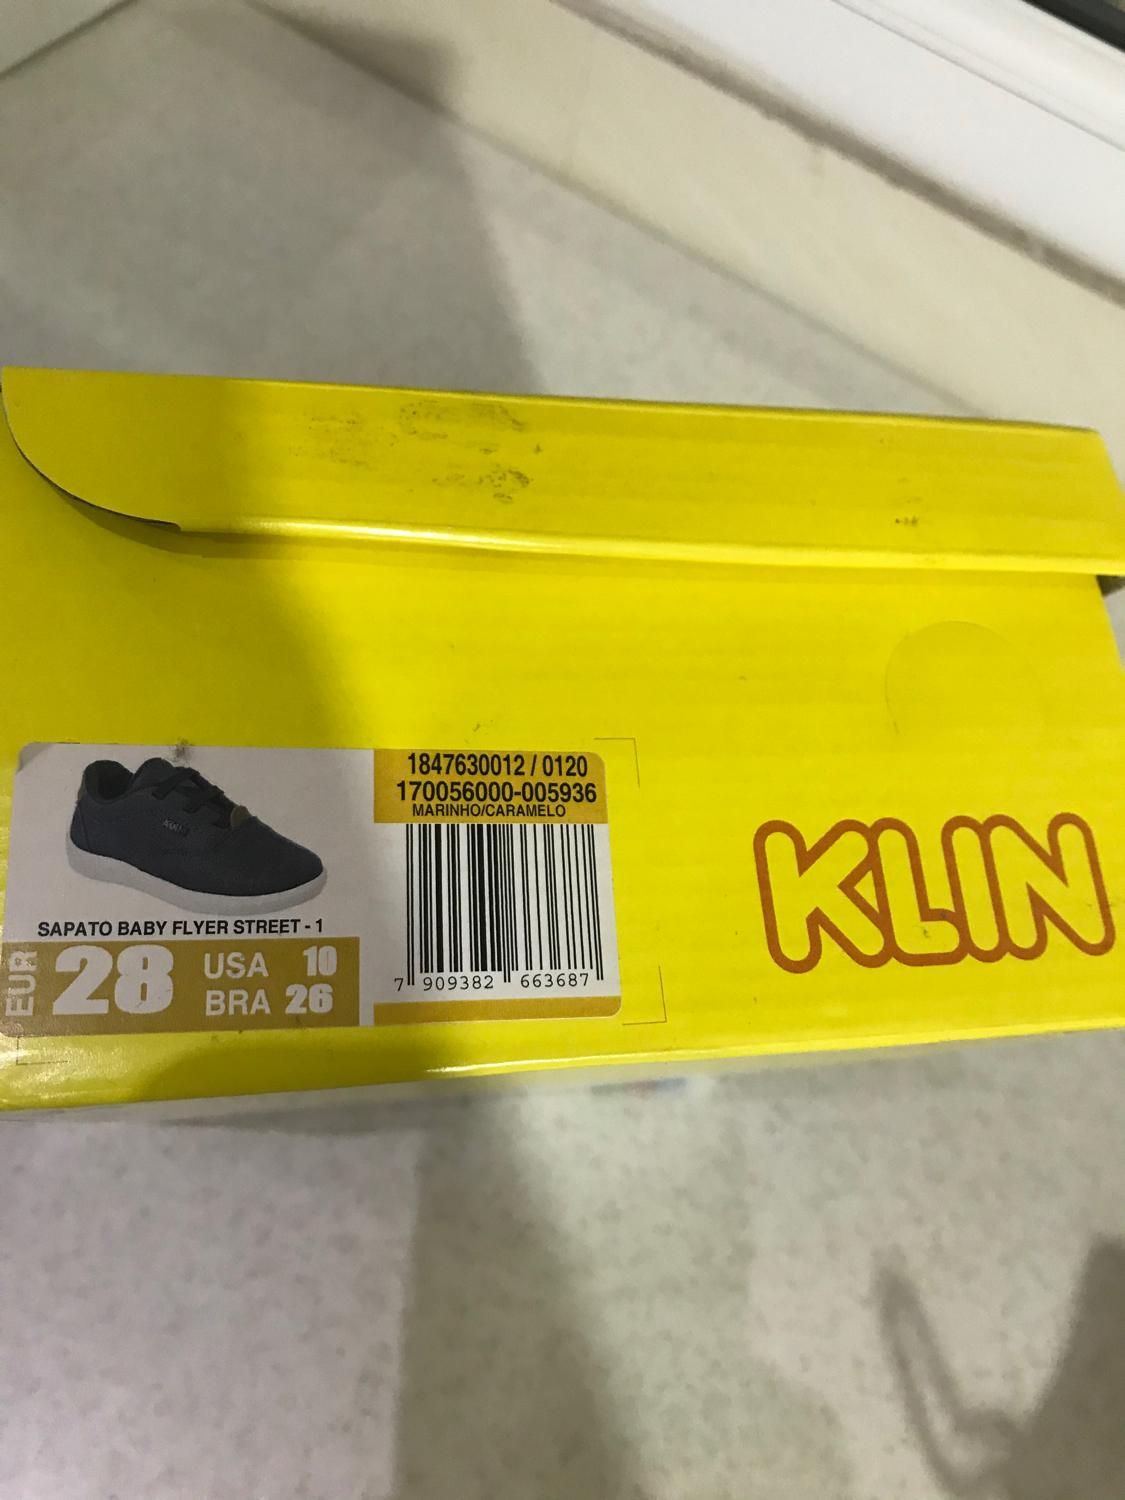 1847630012 / 0120
170056000-005936
MARINHO/CARAMELO
SAPATO BABY FLYER STREET - 1
EUR 28 USA 10
BRA 26
7 909382 663687
KLIN